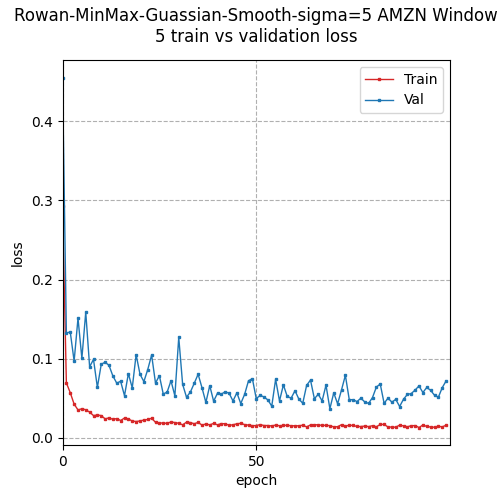 Rowan-MinMax-Guassian-Smooth-sigma=5 AMZN Window
5 train vs validation loss
Train
Val
0.4
0.3
0.2
0.1
0.0
loss
0
50
epoch